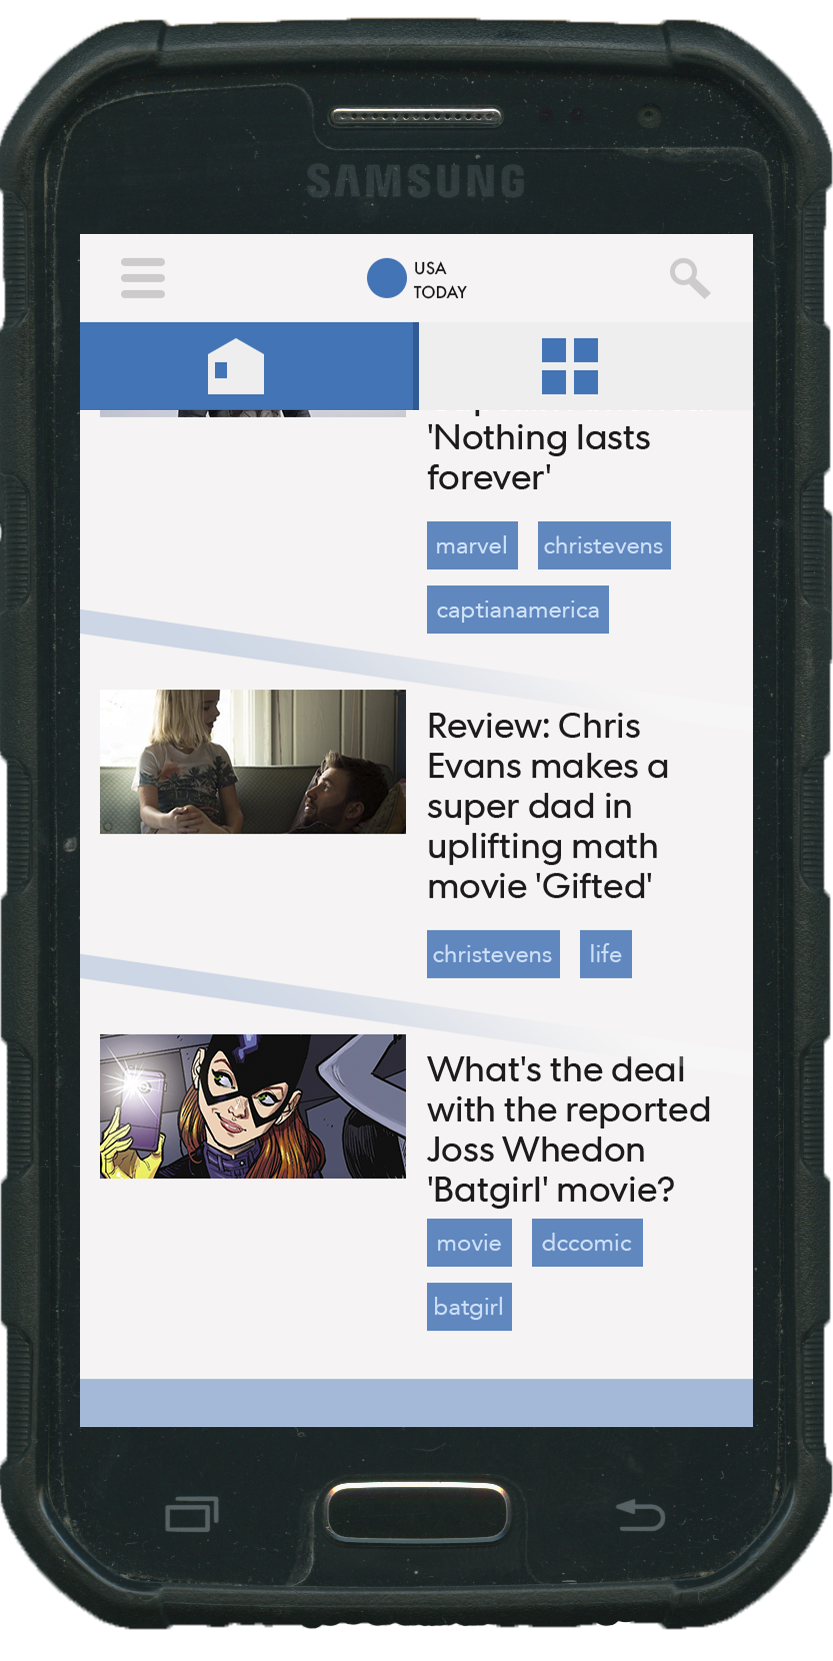 SAMSUNG
USA
TODAY
'Nothing lasts
forever'
marvel christevens
captianamerica
Review: Chris
Evans makes a
super dad in
uplifting math
movie 'Gifted'
christevens life
What's the deal
with the reported
Joss Whedon
'Batgirl' movie?
movie dccomic
batgirl